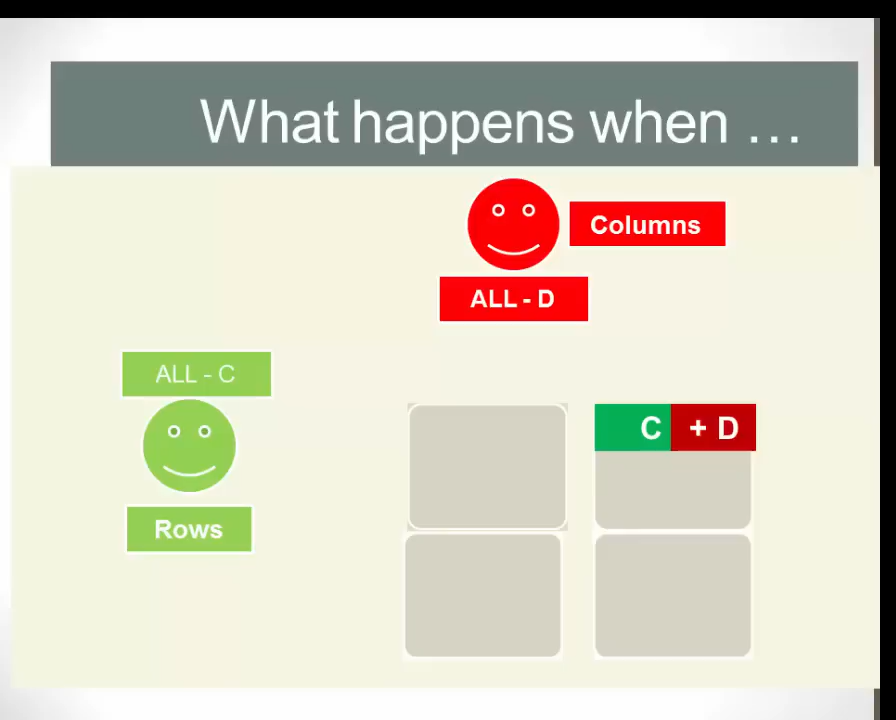 What happens when …
Columns
ALL - D
ALL - C
C + D
Rows